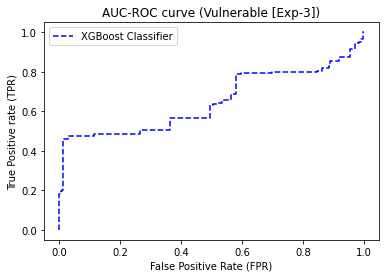 AUC-ROC curve (Vulnerable [Exp-3])
XGBoost Classifier
True Positive rate (TPR)
1.0
0.8
0.6
0.4
0.2
0.0
0.0 0.2 0.4 0.6 0.8 1.0
False Positive Rate (FPR)